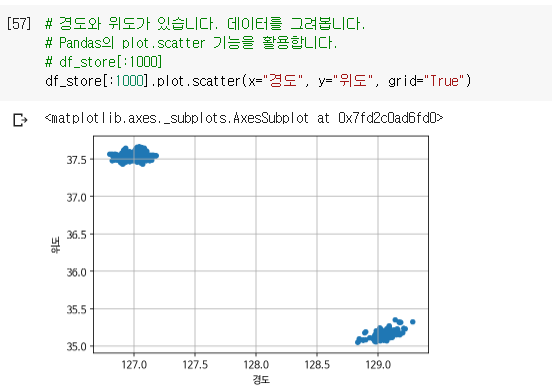 [57] # 경도와 위도가 있습니다. 데이터를 그려봅니다.
# Pandas의 plot.scatter 기능을 활용합니다.
# df_store[:1000]
df_store[:1000].plot.scatter(x="경도", y="위도", grid="True")
<matplotlib.axes._subplots.AxesSubplot at 0x7fd2c0ad6fd0>
37.5
37.0
36.5
36.0
35.5
35.0
위도
127.0 127.5 128.0 128.5 129.0
경도